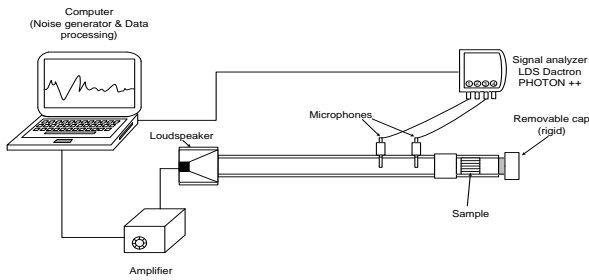 Computer
(Noise generator & Data
processing)
Signal analyzer
LDS Dactron
PHOTON ++
Microphones
Removable cap
(rigid)
Loudspeaker
Sample
Amplifier